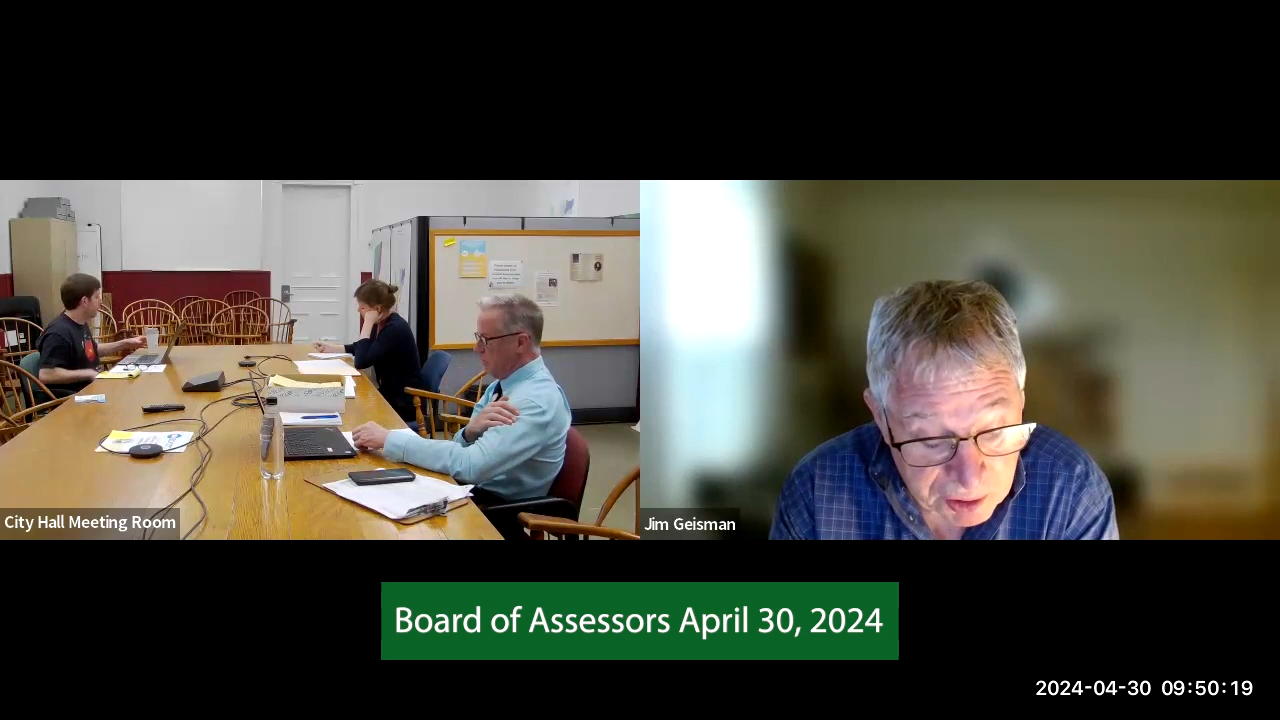 City Hall Meeting Room
Jim Geisman
Board of Assessors April 30, 2024
2024-04-30 09:50:19